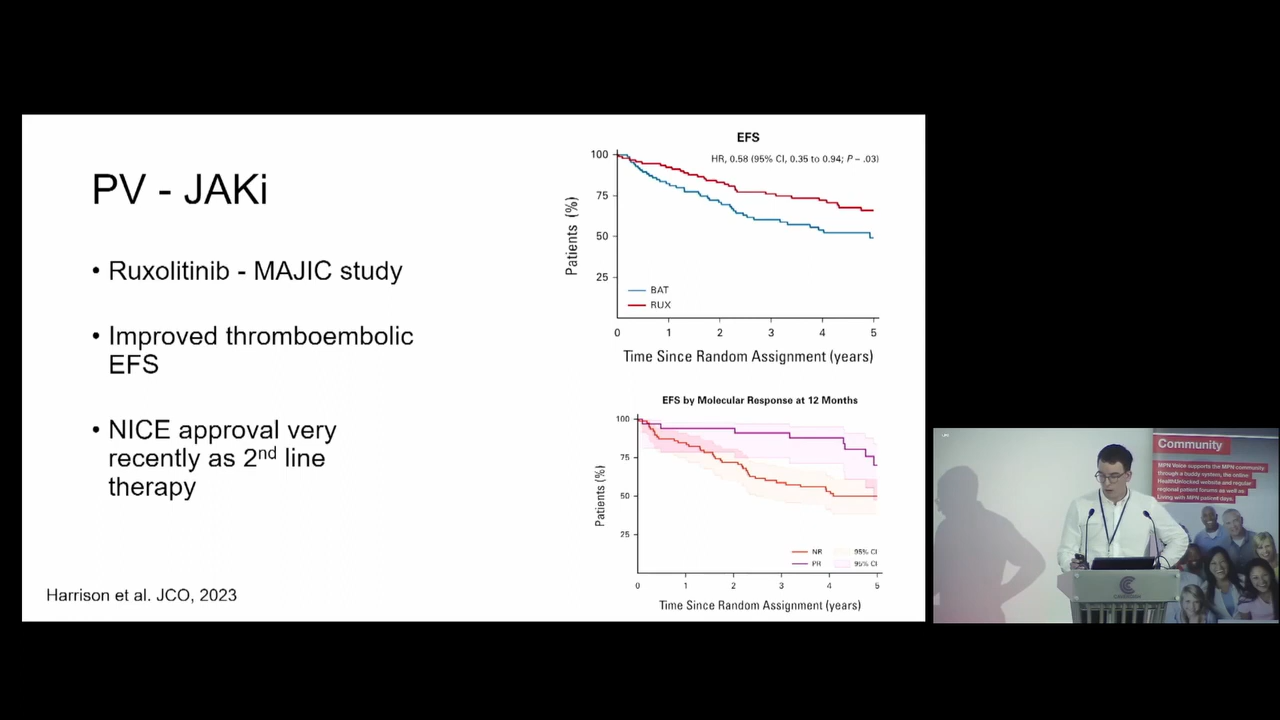 PV - JAKi
• Ruxolitinib - MAJIC study
• Improved thromboembolic
EFS
• NICE approval very
recently as 2nd line
therapy
Harrison et al. JCO, 2023
EFS
HR, 0.58 (95% CI, 0.35 to 0.94; P – .03)
100
75
50
25
Patients (%)
BAT
RUX
0 1 2 3 4 5
Time Since Random Assignment (years)
EFS by Molecular Response at 12 Months
100
75
50
25
Patients (%)
NR 95% CI
PR 95% CI
0 1 2 3 4 5
Time Since Random Assignment (years)
Community
MPN Voice supports the MPN community
through a buddy system, the online
HealthUnlocked website and regular
regional patient forums as well as
Living with MPN patient days.